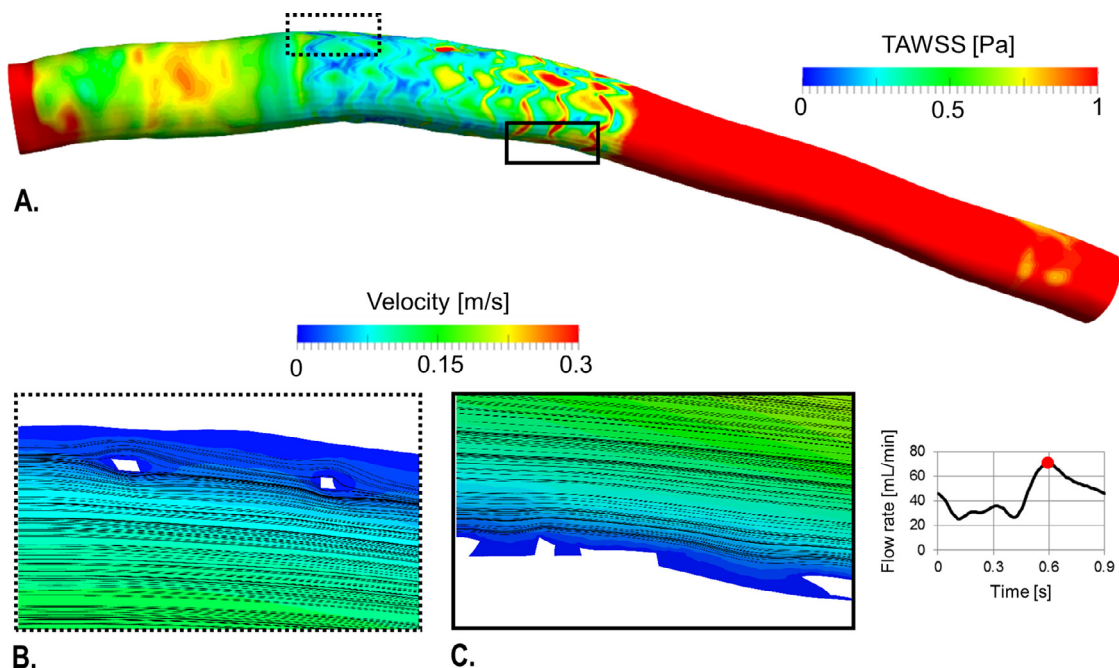 TAWSS [Pa]
0 0.5 1
A.
Velocity [m/s]
0 0.15 0.3
B.
C.
Flow rate [mL/min]
80
60
40
20
0
0 0.3 0.6 0.9
Time [s]